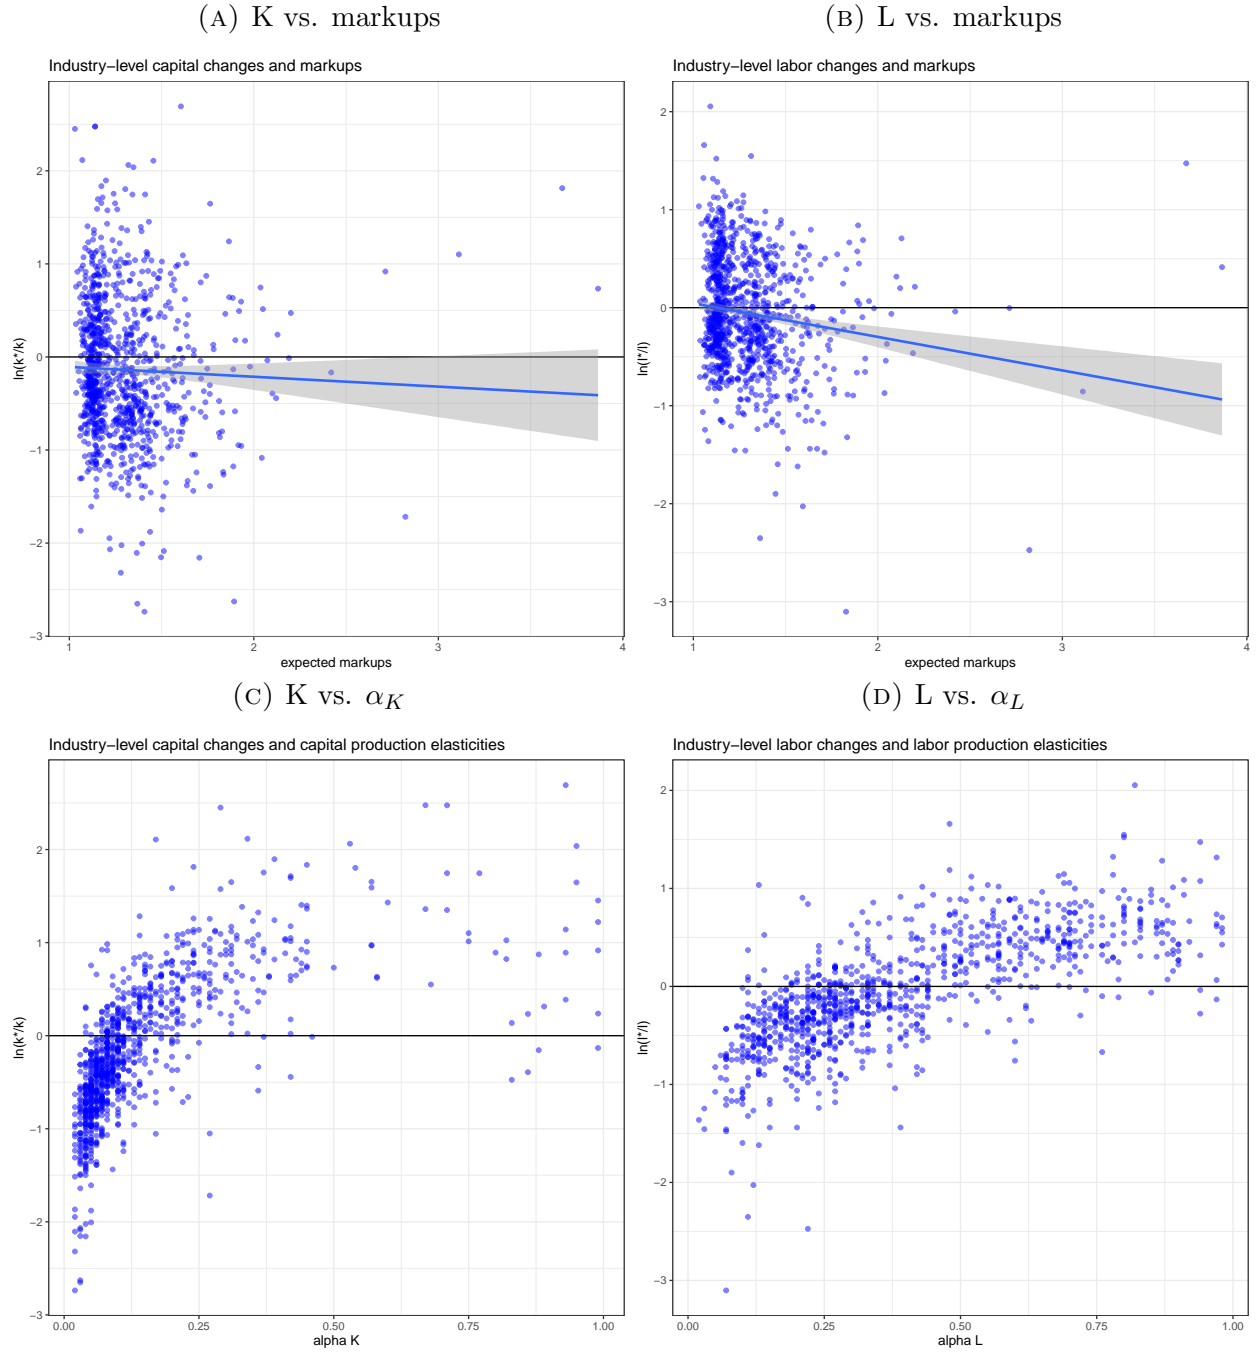 (A) K vs. markups
Industry−level capital changes and markups
ln(k*/k)
2
1
0
−1
−2
−3
1
2
3
4
expected markups
(B) L vs. markups
Industry−level labor changes and markups
ln(l*/l)
2
1
0
−1
−2
−3
1
2
3
4
expected markups
(C) K vs. α_K
Industry−level capital changes and capital production elasticities
ln(k*/k)
2
1
0
−1
−2
−3
0.00
0.25
0.50
0.75
1.00
alpha K
(D) L vs. α_L
Industry−level labor changes and labor production elasticities
ln(l*/l)
2
1
0
−1
−2
−3
0.00
0.25
0.50
0.75
1.00
alpha L